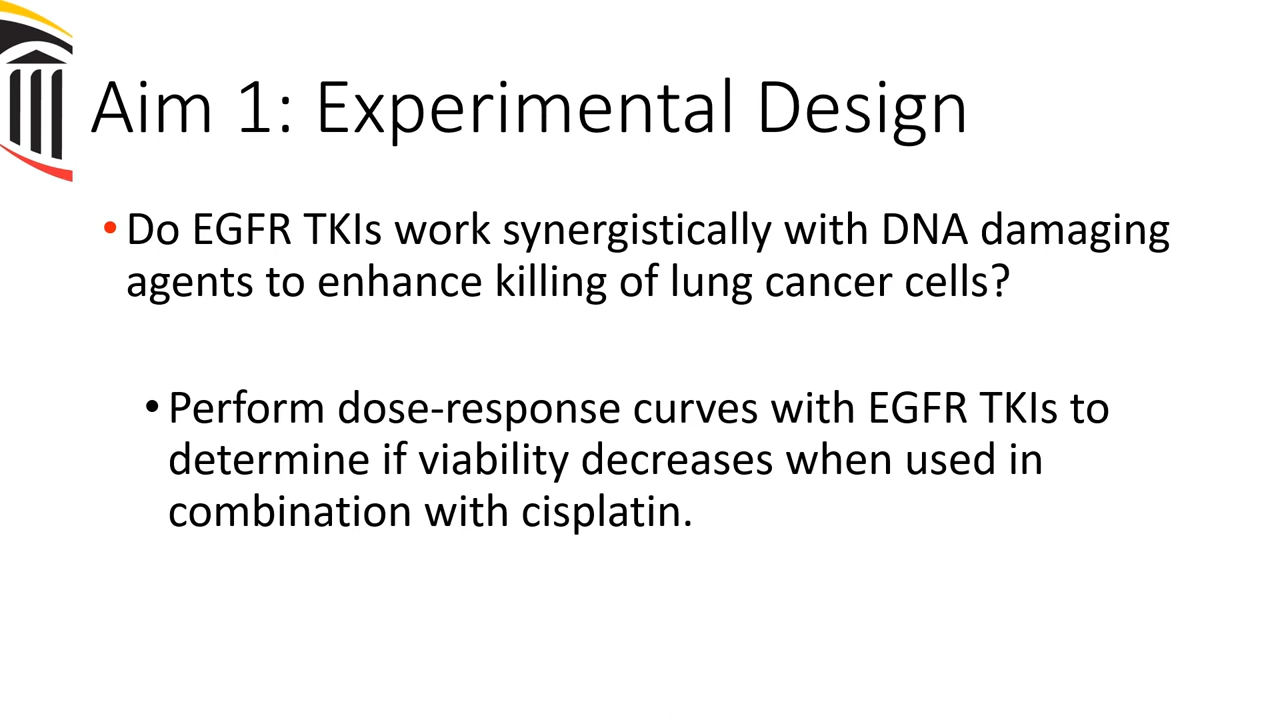 Aim 1: Experimental Design
• Do EGFR TKIs work synergistically with DNA damaging
agents to enhance killing of lung cancer cells?
• Perform dose-response curves with EGFR TKIs to
determine if viability decreases when used in
combination with cisplatin.